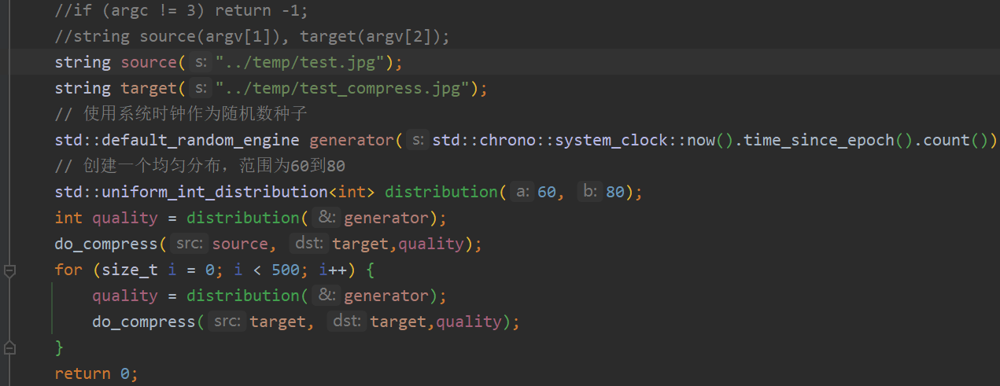 //if (argc != 3) return -1;
//string source(argv[1]), target(argv[2]);
string source( s: "../temp/test.jpg");
string target( s: "../temp/test_compress.jpg");
// 使用系统时钟作为随机数种子
std::default_random_engine generator( s: std::chrono::system_clock::now().time_since_epoch().count())
// 创建一个均匀分布，范围为60到80
std::uniform_int_distribution<int> distribution( a: 60, b: 80);
int quality = distribution( &: generator);
do_compress( src: source, dst: target,quality);
for (size_t i = 0; i < 500; i++) {
quality = distribution( &: generator);
do_compress( src: target, dst: target,quality);
}
return 0;